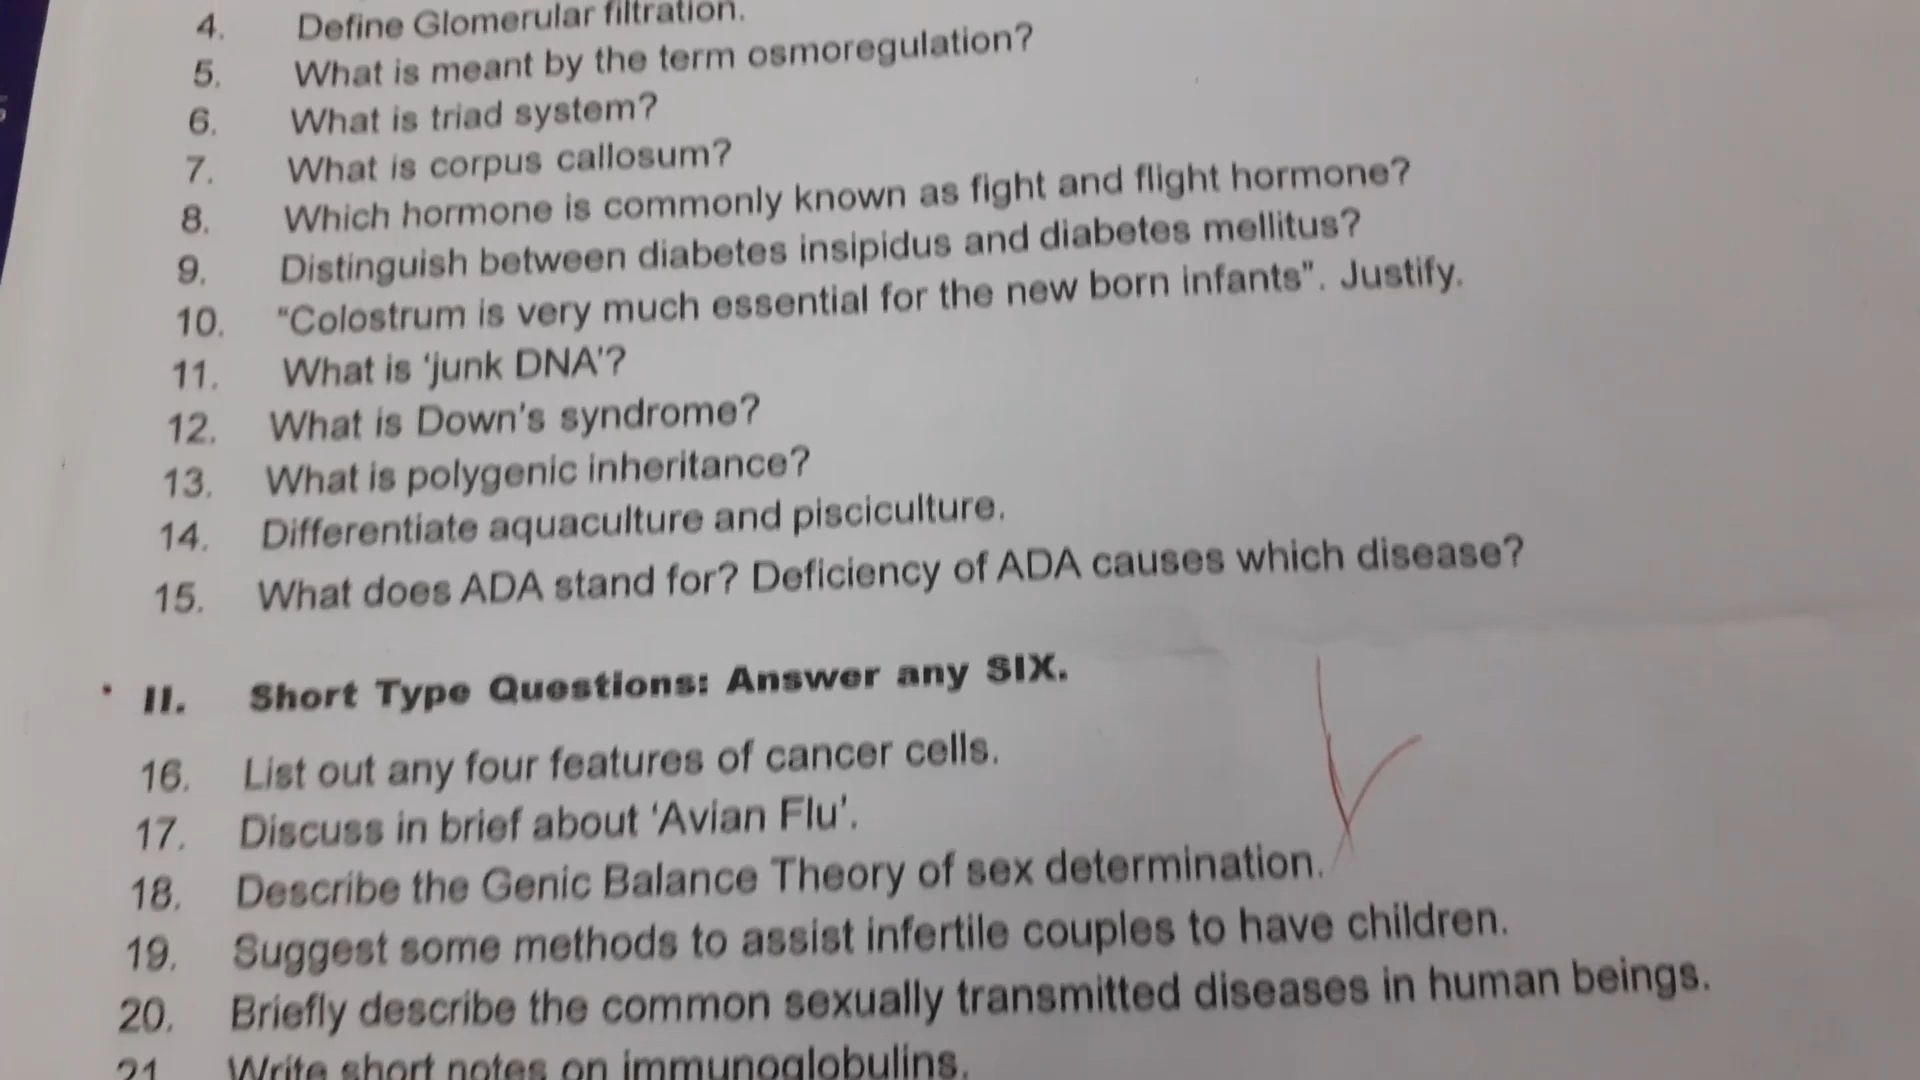 4. Define Glomerular filtration.
5. What is meant by the term osmoregulation?
6. What is triad system?
7. What is corpus callosum?
8. Which hormone is commonly known as fight and flight hormone?
9. Distinguish between diabetes insipidus and diabetes mellitus?
10. "Colostrum is very much essential for the new born infants". Justify.
11. What is 'junk DNA'?
12. What is Down's syndrome?
13. What is polygenic inheritance?
14. Differentiate aquaculture and pisciculture.
15. What does ADA stand for? Deficiency of ADA causes which disease?
II. Short Type Questions: Answer any SIX.
16. List out any four features of cancer cells.
17. Discuss in brief about 'Avian Flu'.
18. Describe the Genic Balance Theory of sex determination.
19. Suggest some methods to assist infertile couples to have children.
20. Briefly describe the common sexually transmitted diseases in human beings.
21 Write short notes on immunoglobulins.